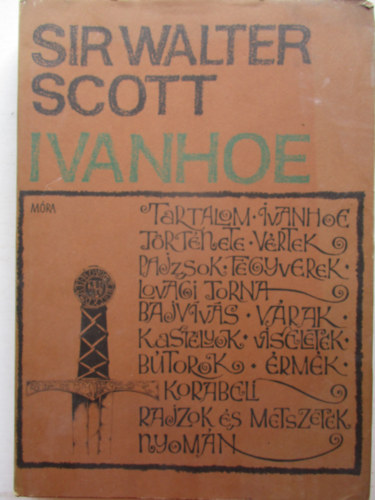 SIR WALTER
SCOTT
IVANHOE
MÓRA
TARTALOM · IVANHOE
TÖRTÉNETE · VÉRTEK
PAJZSOK · FEGYVEREK ·
LOVAGI TORNA
BAJVÍVÁS · VÁRAK ·
KASTÉLYOK · VISELETEK ·
BÚTOROK · ÉRMÉK ·
KORABELI
RAJZOK ÉS METSZETEK
NYOMÁN